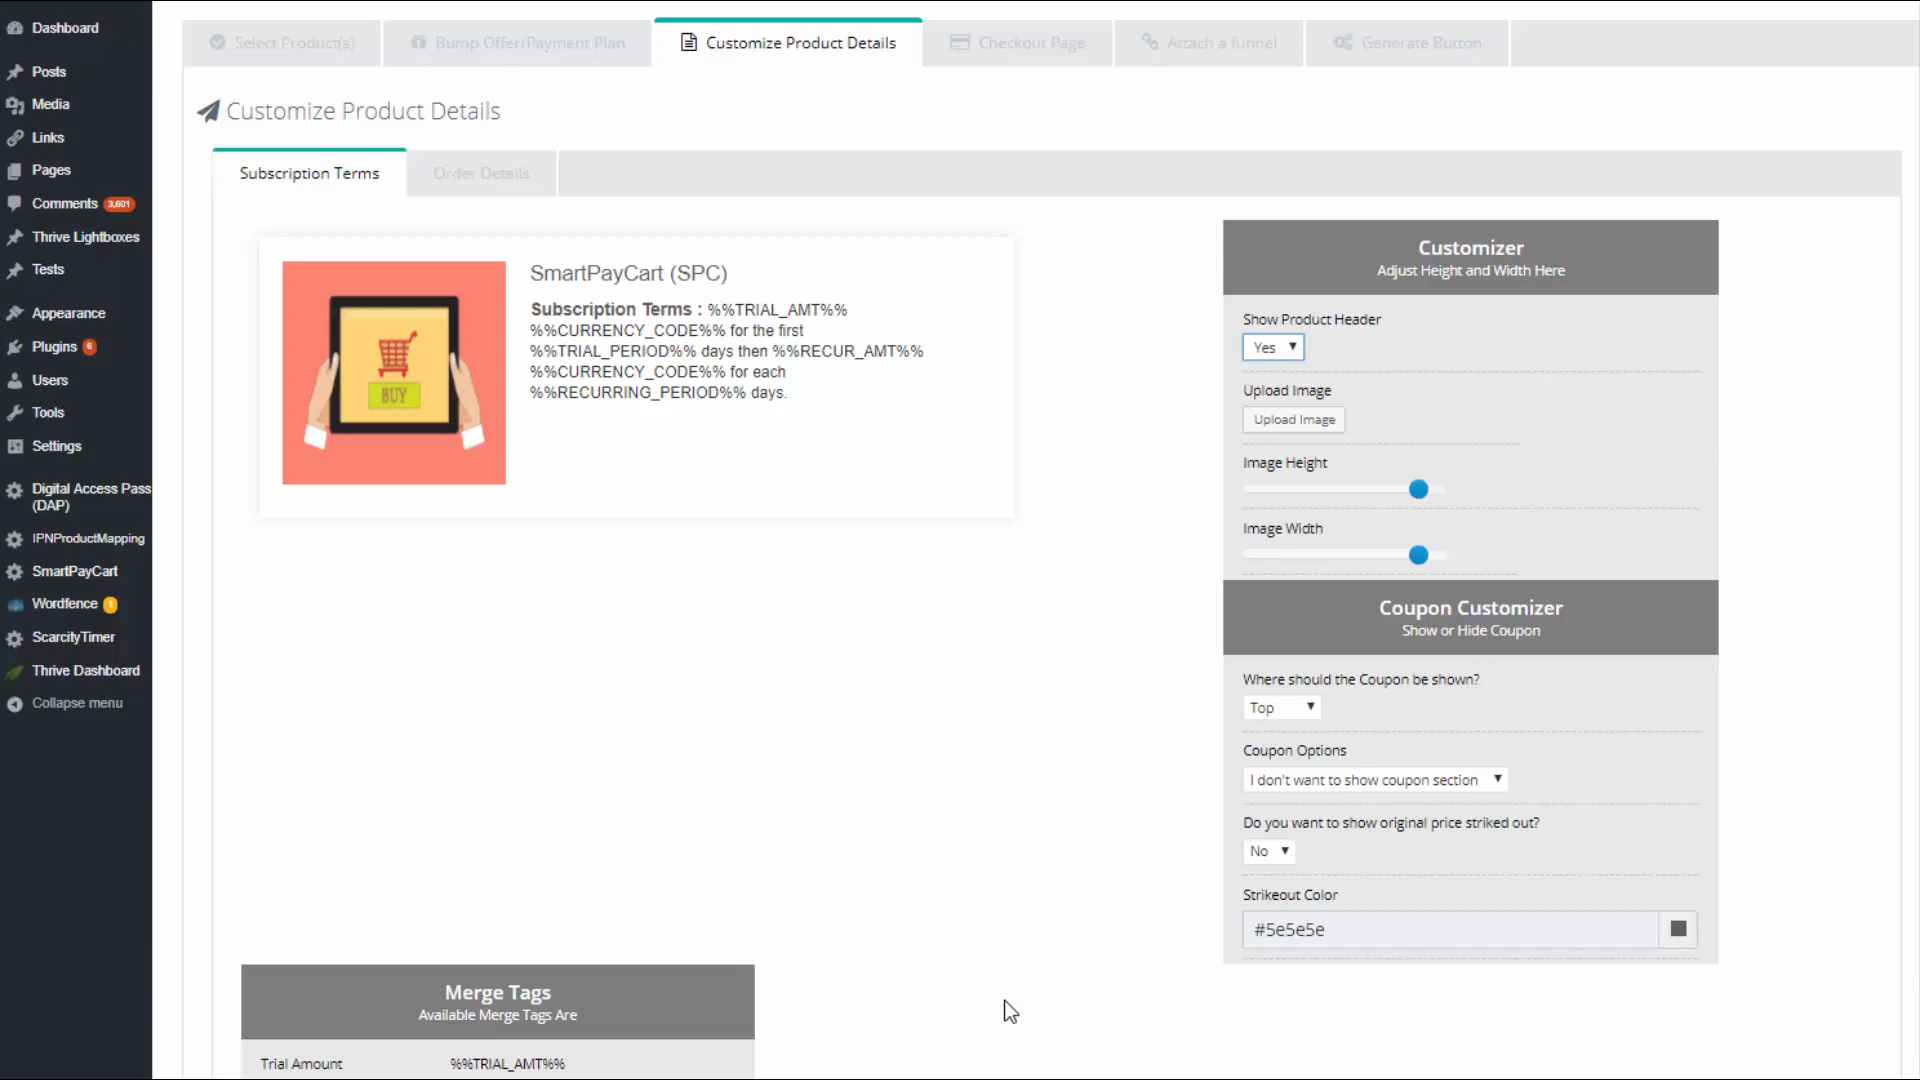 Dashboard
Posts
Media
Links
Pages
Comments 3,601
Thrive Lightboxes
Tests
Appearance
Plugins 6
Users
Tools
Settings
Digital Access Pass
(DAP)
IPNProductMapping
SmartPayCart
Wordfence 1
ScarcityTimer
Thrive Dashboard
Collapse menu
Select Product(s)
Bump Offer/Payment Plan
Customize Product Details
Checkout Page
Attach a funnel
Generate Button
Customize Product Details
Subscription Terms
Order Details
BUY
SmartPayCart (SPC)
Subscription Terms : %%TRIAL_AMT%%
%%CURRENCY_CODE%% for the first
%%TRIAL_PERIOD%% days then %%RECUR_AMT%%
%%CURRENCY_CODE%% for each
%%RECURRING_PERIOD%% days.
Customizer
Adjust Height and Width Here
Show Product Header
Yes
Upload Image
Upload Image
Image Height
Image Width
Coupon Customizer
Show or Hide Coupon
Where should the Coupon be shown?
Top
Coupon Options
I don't want to show coupon section
Do you want to show original price striked out?
No
Strikeout Color
#5e5e5e
Merge Tags
Available Merge Tags Are
Trial Amount %%TRIAL_AMT%%